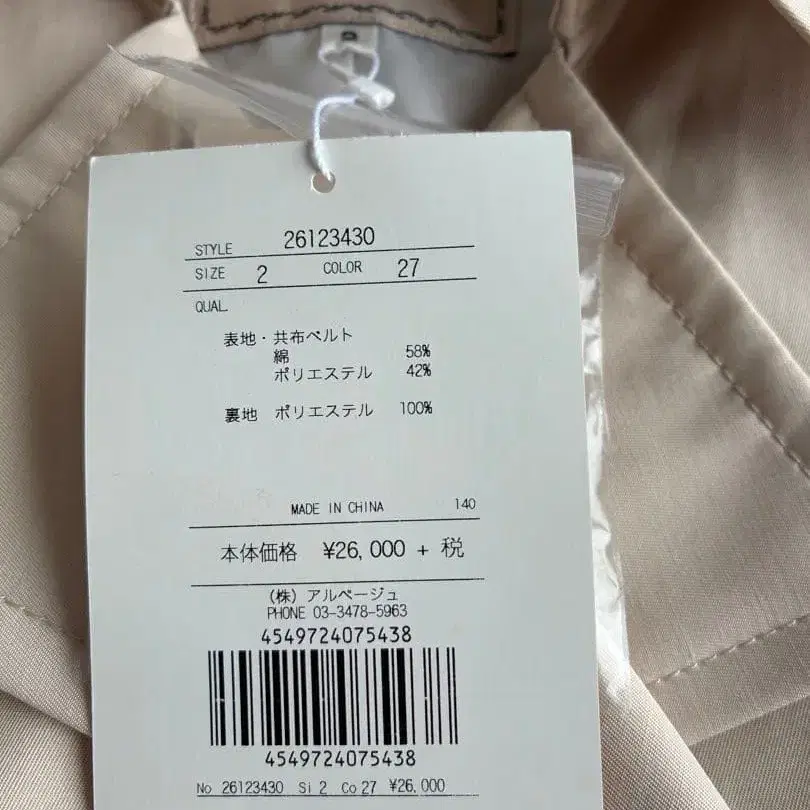 STYLE 26123430
SIZE 2 COLOR 27
QUAL.
表地・共布ベルト
綿 58%
ポリエステル 42%
裏地 ポリエステル 100%
MADE IN CHINA 140
本体価格 ¥26,000 + 税
(株) アルページュ
PHONE 03-3478-5963
4549724075438
4549724075438
No 26123430 Si 2 Co 27 ¥26,000